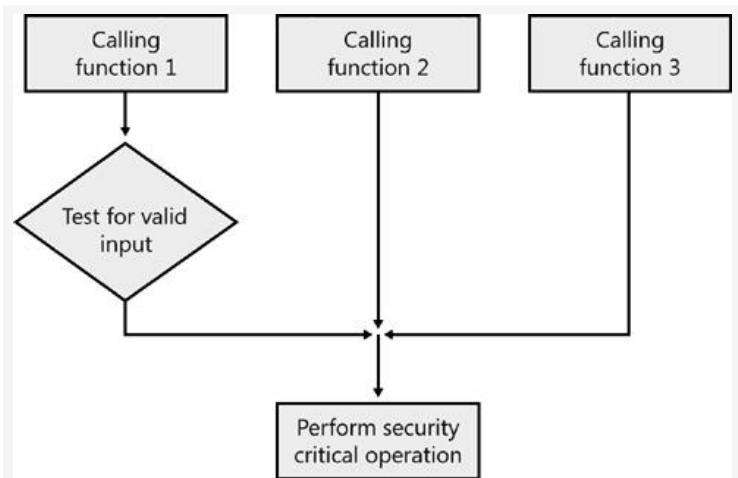 Calling
function 1
Calling
function 2
Calling
function 3
Test for valid
input
Perform security
critical operation